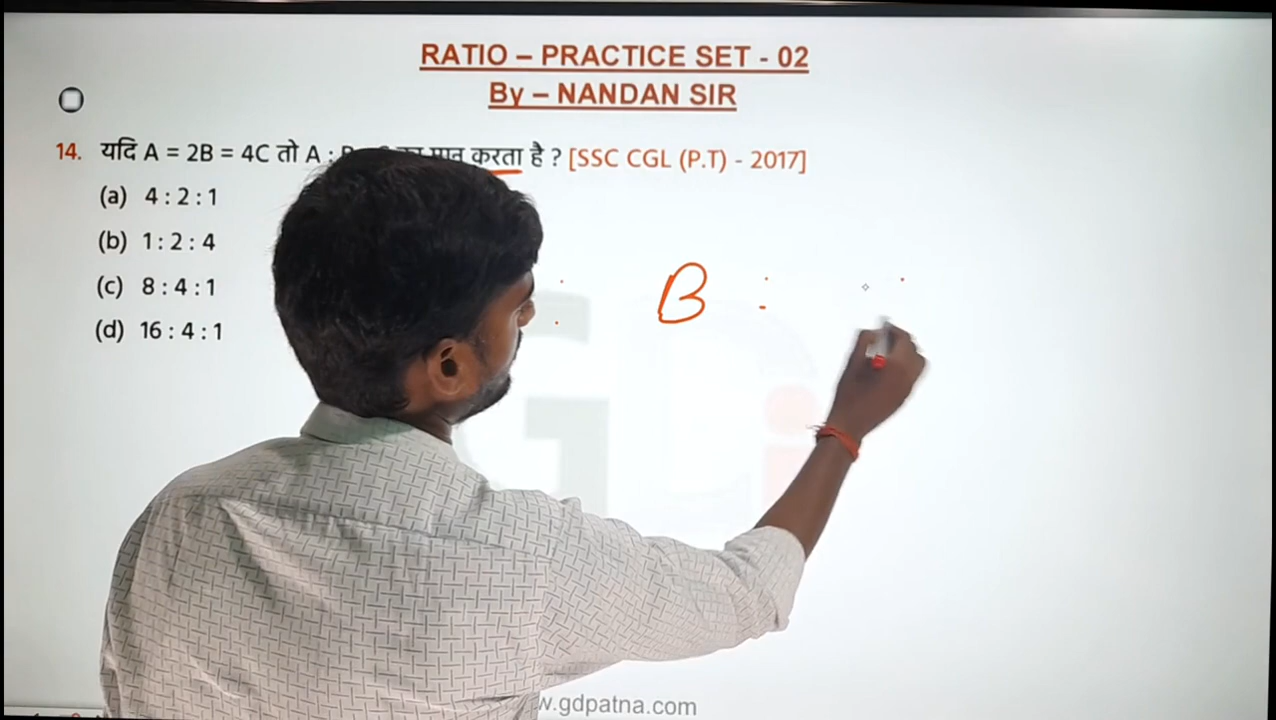 RATIO – PRACTICE SET - 02
By – NANDAN SIR
14. यदि A = 2B = 4C तो A : मान करता है ? [SSC CGL (P.T) - 2017]
(a) 4 : 2 : 1
(b) 1 : 2 : 4
(c) 8 : 4 : 1
(d) 16 : 4 : 1
: B :
w.gdpatna.com